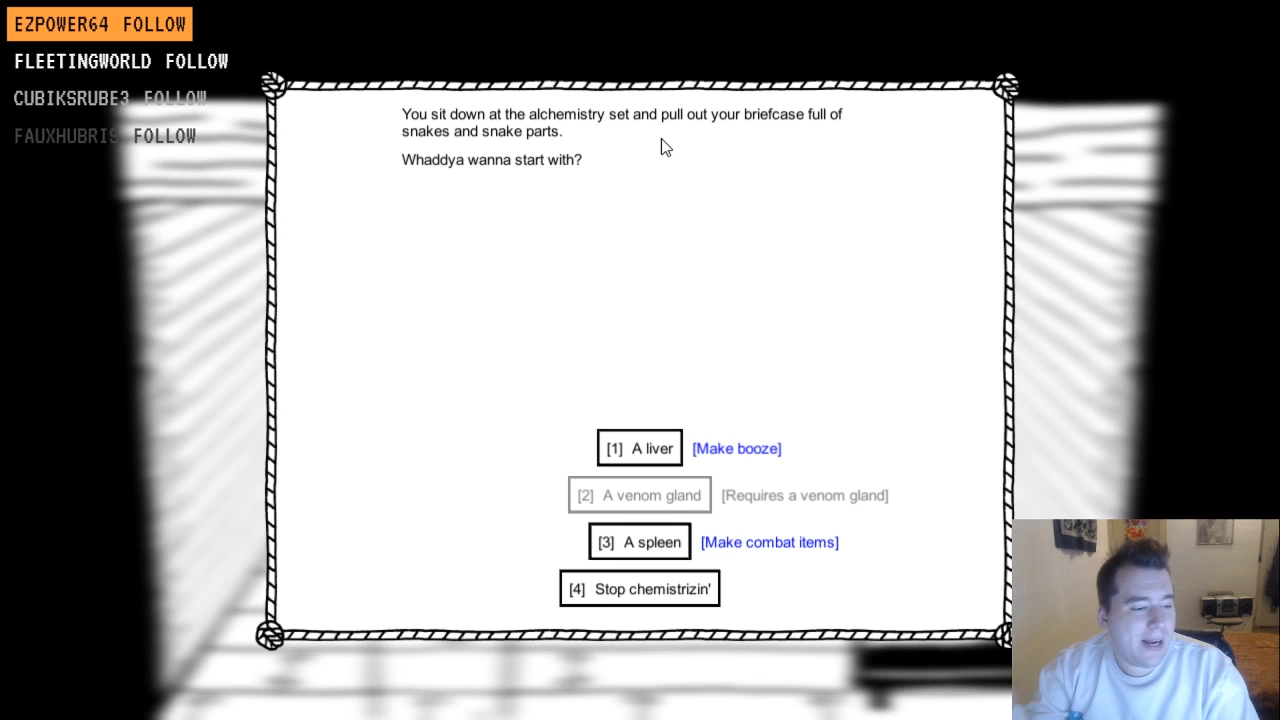 EZPOWER64 FOLLOW
FLEETINGWORLD FOLLOW
CUBIKSRUBE3 FOLLOW
FAUXHUBRIS FOLLOW
You sit down at the alchemistry set and pull out your briefcase full of
snakes and snake parts.
Whaddya wanna start with?
[1] A liver [Make booze]
[2] A venom gland [Requires a venom gland]
[3] A spleen [Make combat items]
[4] Stop chemistrizin'